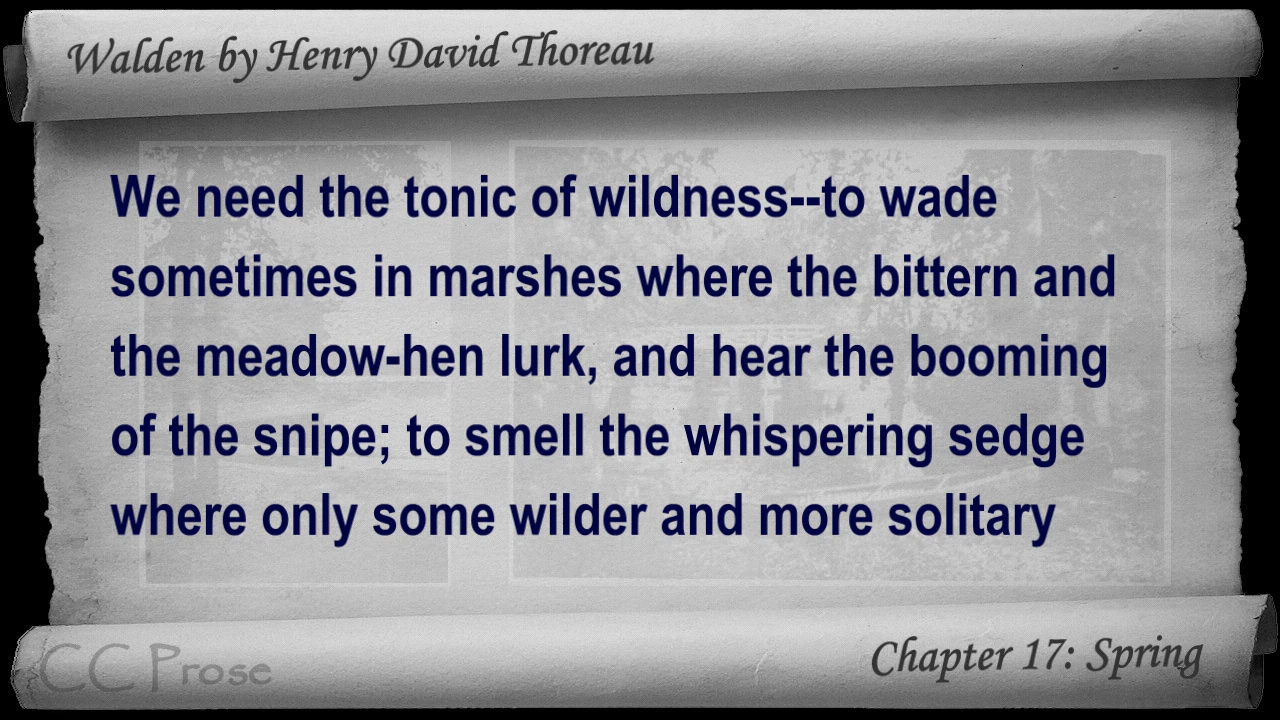 Walden by Henry David Thoreau
We need the tonic of wildness--to wade
sometimes in marshes where the bittern and
the meadow-hen lurk, and hear the booming
of the snipe; to smell the whispering sedge
where only some wilder and more solitary
CC Prose
Chapter 17: Spring